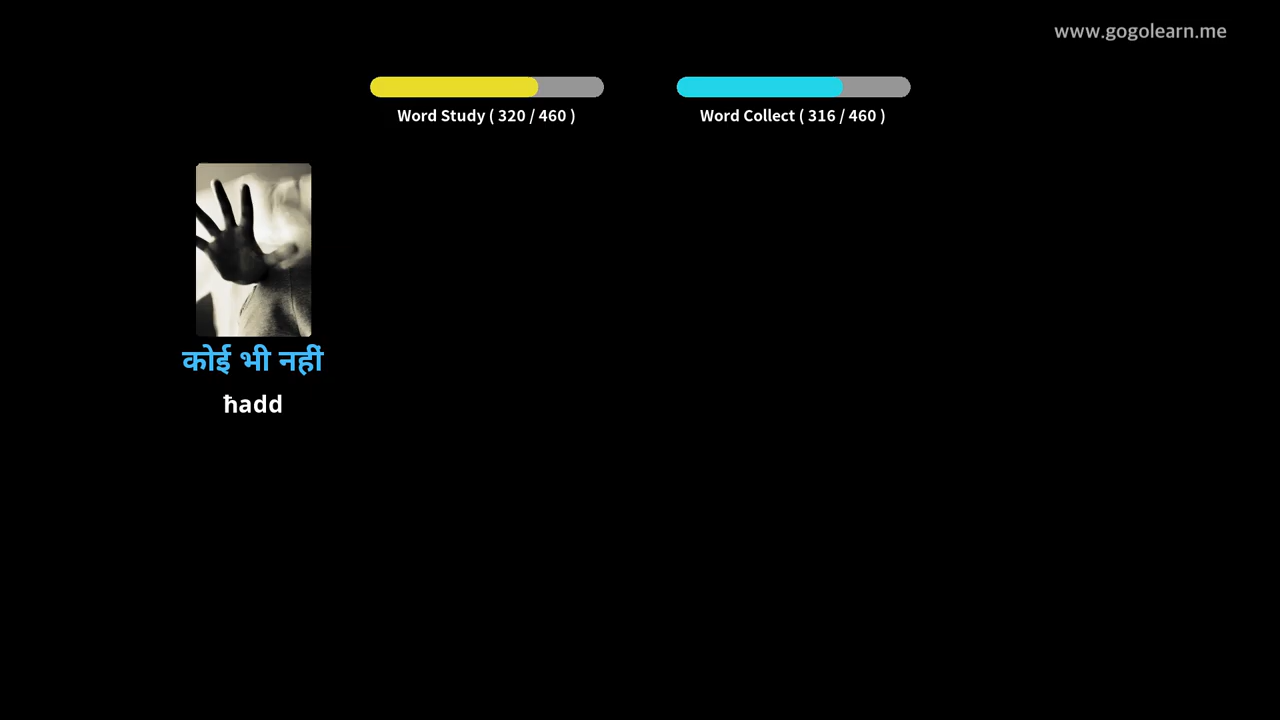 www.gogolearn.me
Word Study ( 320 / 460 )
Word Collect ( 316 / 460 )
कोई भी नहीं
ħadd